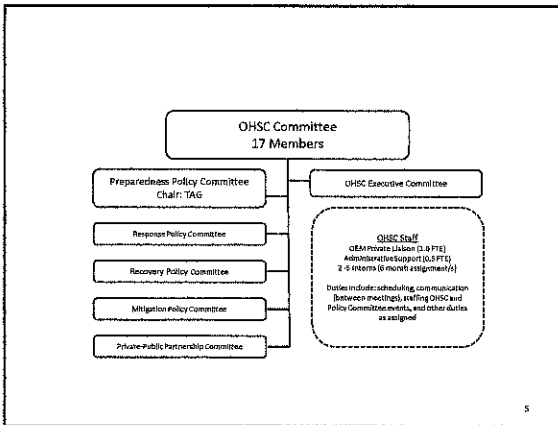 OHSC Committee
17 Members
Preparedness Policy Committee
Chair: TAG
OHSC Executive Committee
Response Policy Committee
Recovery Policy Committee
Mitigation Policy Committee
Private-Public Partnership Committee
OHSC Staff
OEM Private Liaison (1.0 FTE)
Administrative Support (0.5 FTE)
2 -5 Interns (6 month assignment/s)
Duties include: scheduling, communication
(between meetings), staffing OHSC and
Policy Committee events, and other duties
as assigned
5